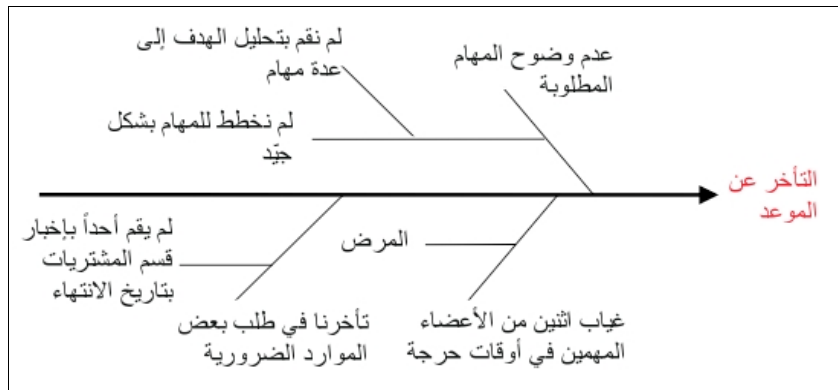 لم نقم بتحليل الهدف إلى
عدة مهام
عدم وضوح المهام
المطلوبة
لم نخطط للمهام بشكل
جيّد
التأخر عن
الموعد
لم يقم أحداً بإخبار
قسم المشتريات
بتاريخ الانتهاء
المرض
تأخرنا في طلب بعض
الموارد الضرورية
غياب اثنين من الأعضاء
المهمين في أوقات حرجة